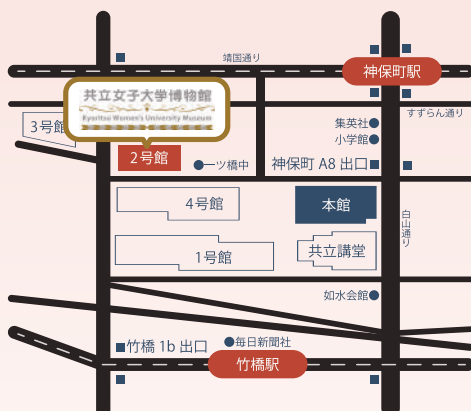 靖国通り
神保町駅
共立女子大学博物館
Kyoritsu Women's University Museum
すずらん通り
3号館
集英社
小学館
2号館
一ツ橋中
神保町 A8 出口
4号館
本館
白山通り
1号館
共立講堂
如水会館
竹橋 1b 出口
毎日新聞社
竹橋駅